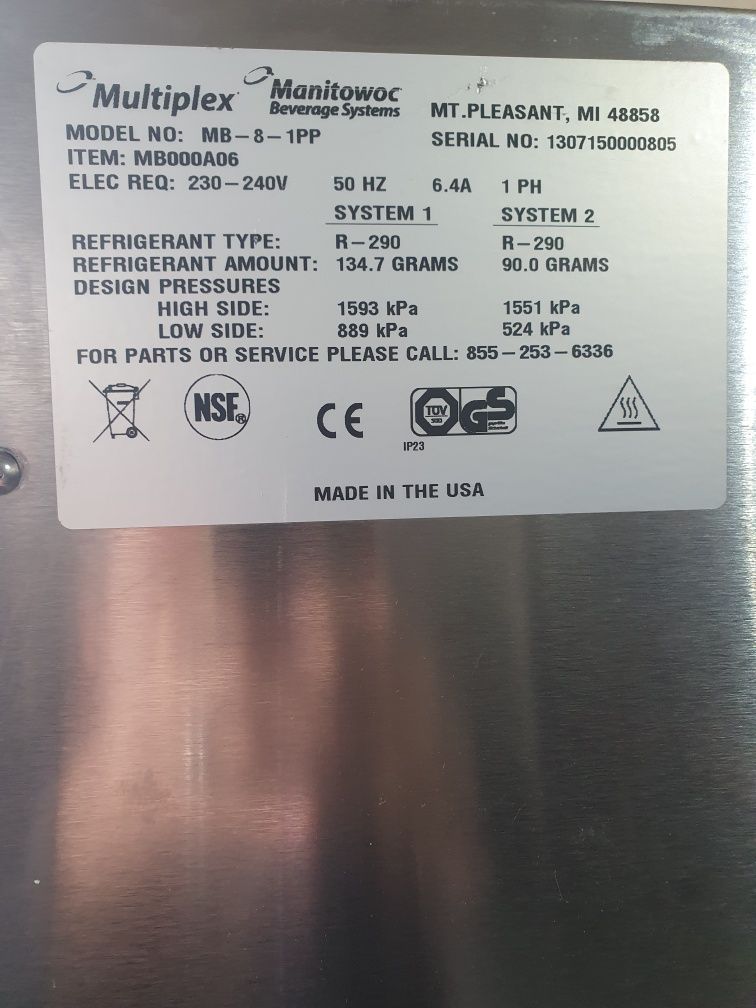 Multiplex Manitowoc
Beverage Systems
MT.PLEASANT, MI 48858
MODEL NO: MB-8-1PP SERIAL NO: 1307150000805
ITEM: MB000A06
ELEC REQ: 230-240V 50 HZ 6.4A 1 PH
SYSTEM 1 SYSTEM 2
REFRIGERANT TYPE: R-290 R-290
REFRIGERANT AMOUNT: 134.7 GRAMS 90.0 GRAMS
DESIGN PRESSURES
HIGH SIDE: 1593 kPa 1551 kPa
LOW SIDE: 889 kPa 524 kPa
FOR PARTS OR SERVICE PLEASE CALL: 855-253-6336
NSF® CE TUV GS
IP23
MADE IN THE USA